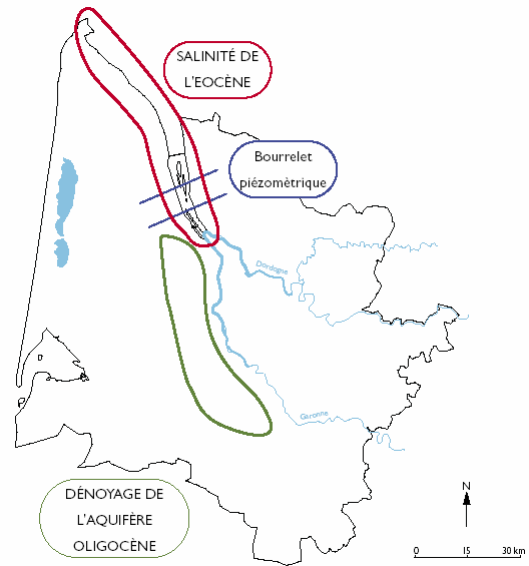 SALINITÉ DE
L'EOCÈNE
Bourrelet
piézomètrique
Dordogne
Garonne
DÉNOYAGE DE
L'AQUIFÈRE
OLIGOCÈNE
N
0 15 30 km